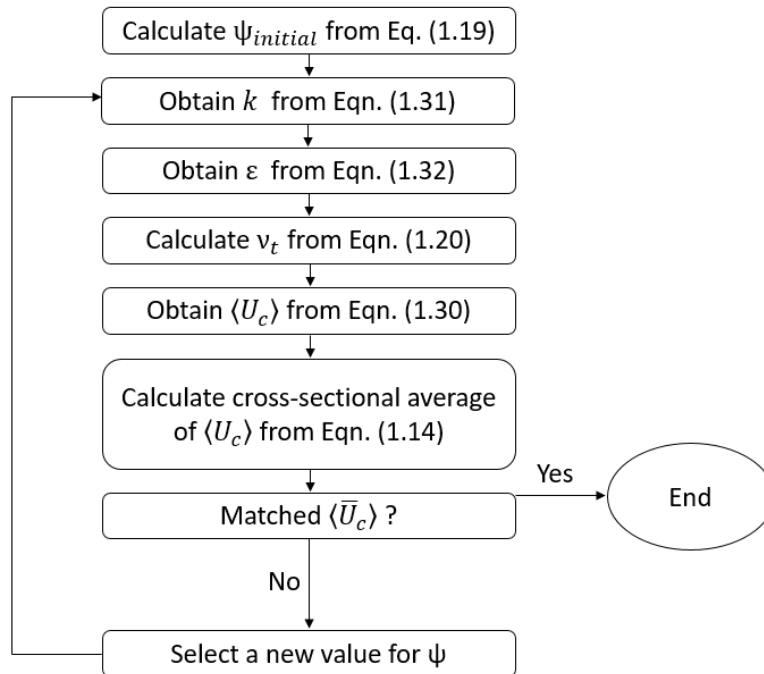 Calculate ψ_initial from Eq. (1.19)
Obtain k from Eqn. (1.31)
Obtain ε from Eqn. (1.32)
Calculate ν_t from Eqn. (1.20)
Obtain ⟨U_c⟩ from Eqn. (1.30)
Calculate cross-sectional average
of ⟨U_c⟩ from Eqn. (1.14)
Yes
End
Matched ⟨U̅_c⟩ ?
No
Select a new value for ψ